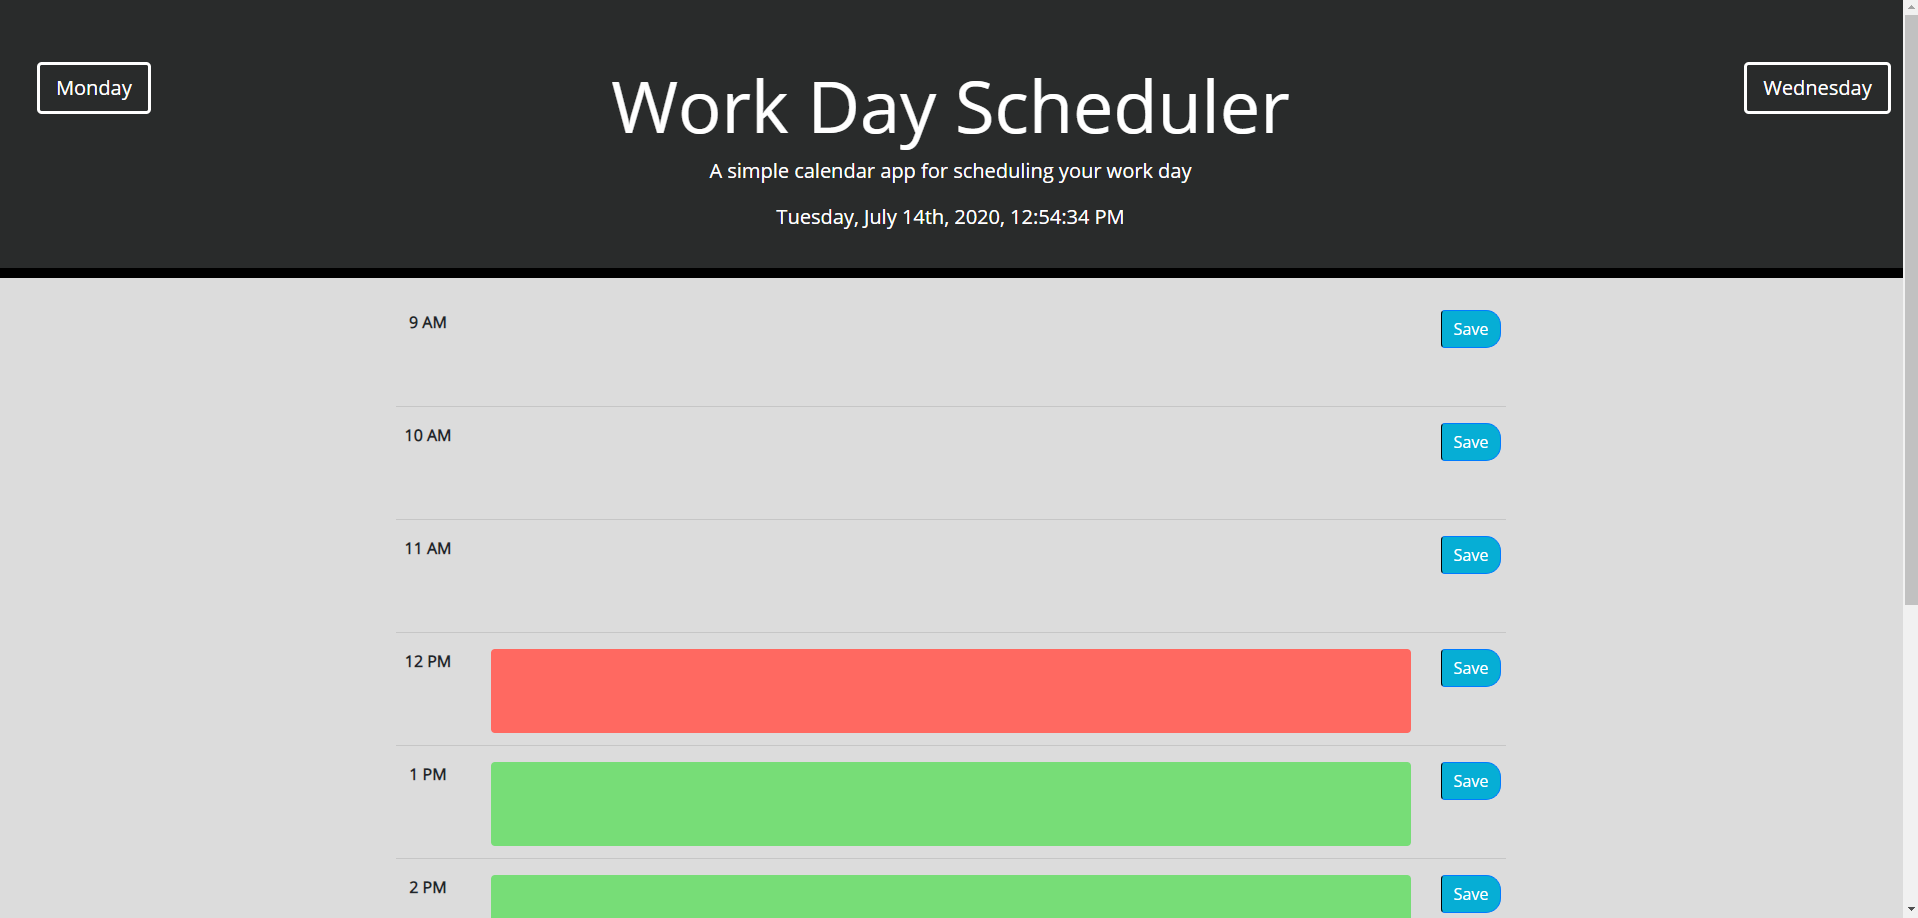 Monday
Wednesday
Work Day Scheduler
A simple calendar app for scheduling your work day
Tuesday, July 14th, 2020, 12:54:34 PM
9 AM
Save
10 AM
Save
11 AM
Save
12 PM
Save
1 PM
Save
2 PM
Save